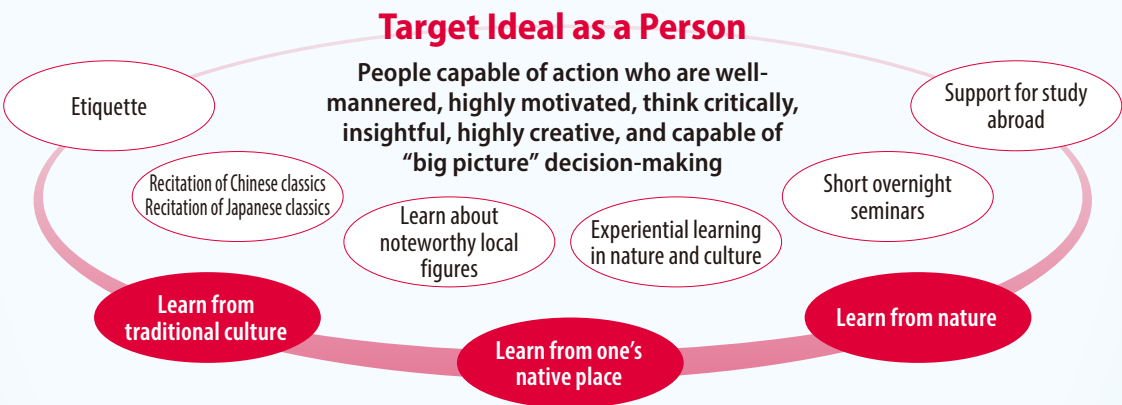 Target Ideal as a Person
People capable of action who are well-
mannered, highly motivated, think critically,
insightful, highly creative, and capable of
“big picture” decision-making
Etiquette
Support for study
abroad
Recitation of Chinese classics
Recitation of Japanese classics
Short overnight
seminars
Learn about
noteworthy local
figures
Experiential learning
in nature and culture
Learn from
traditional culture
Learn from one’s
native place
Learn from nature